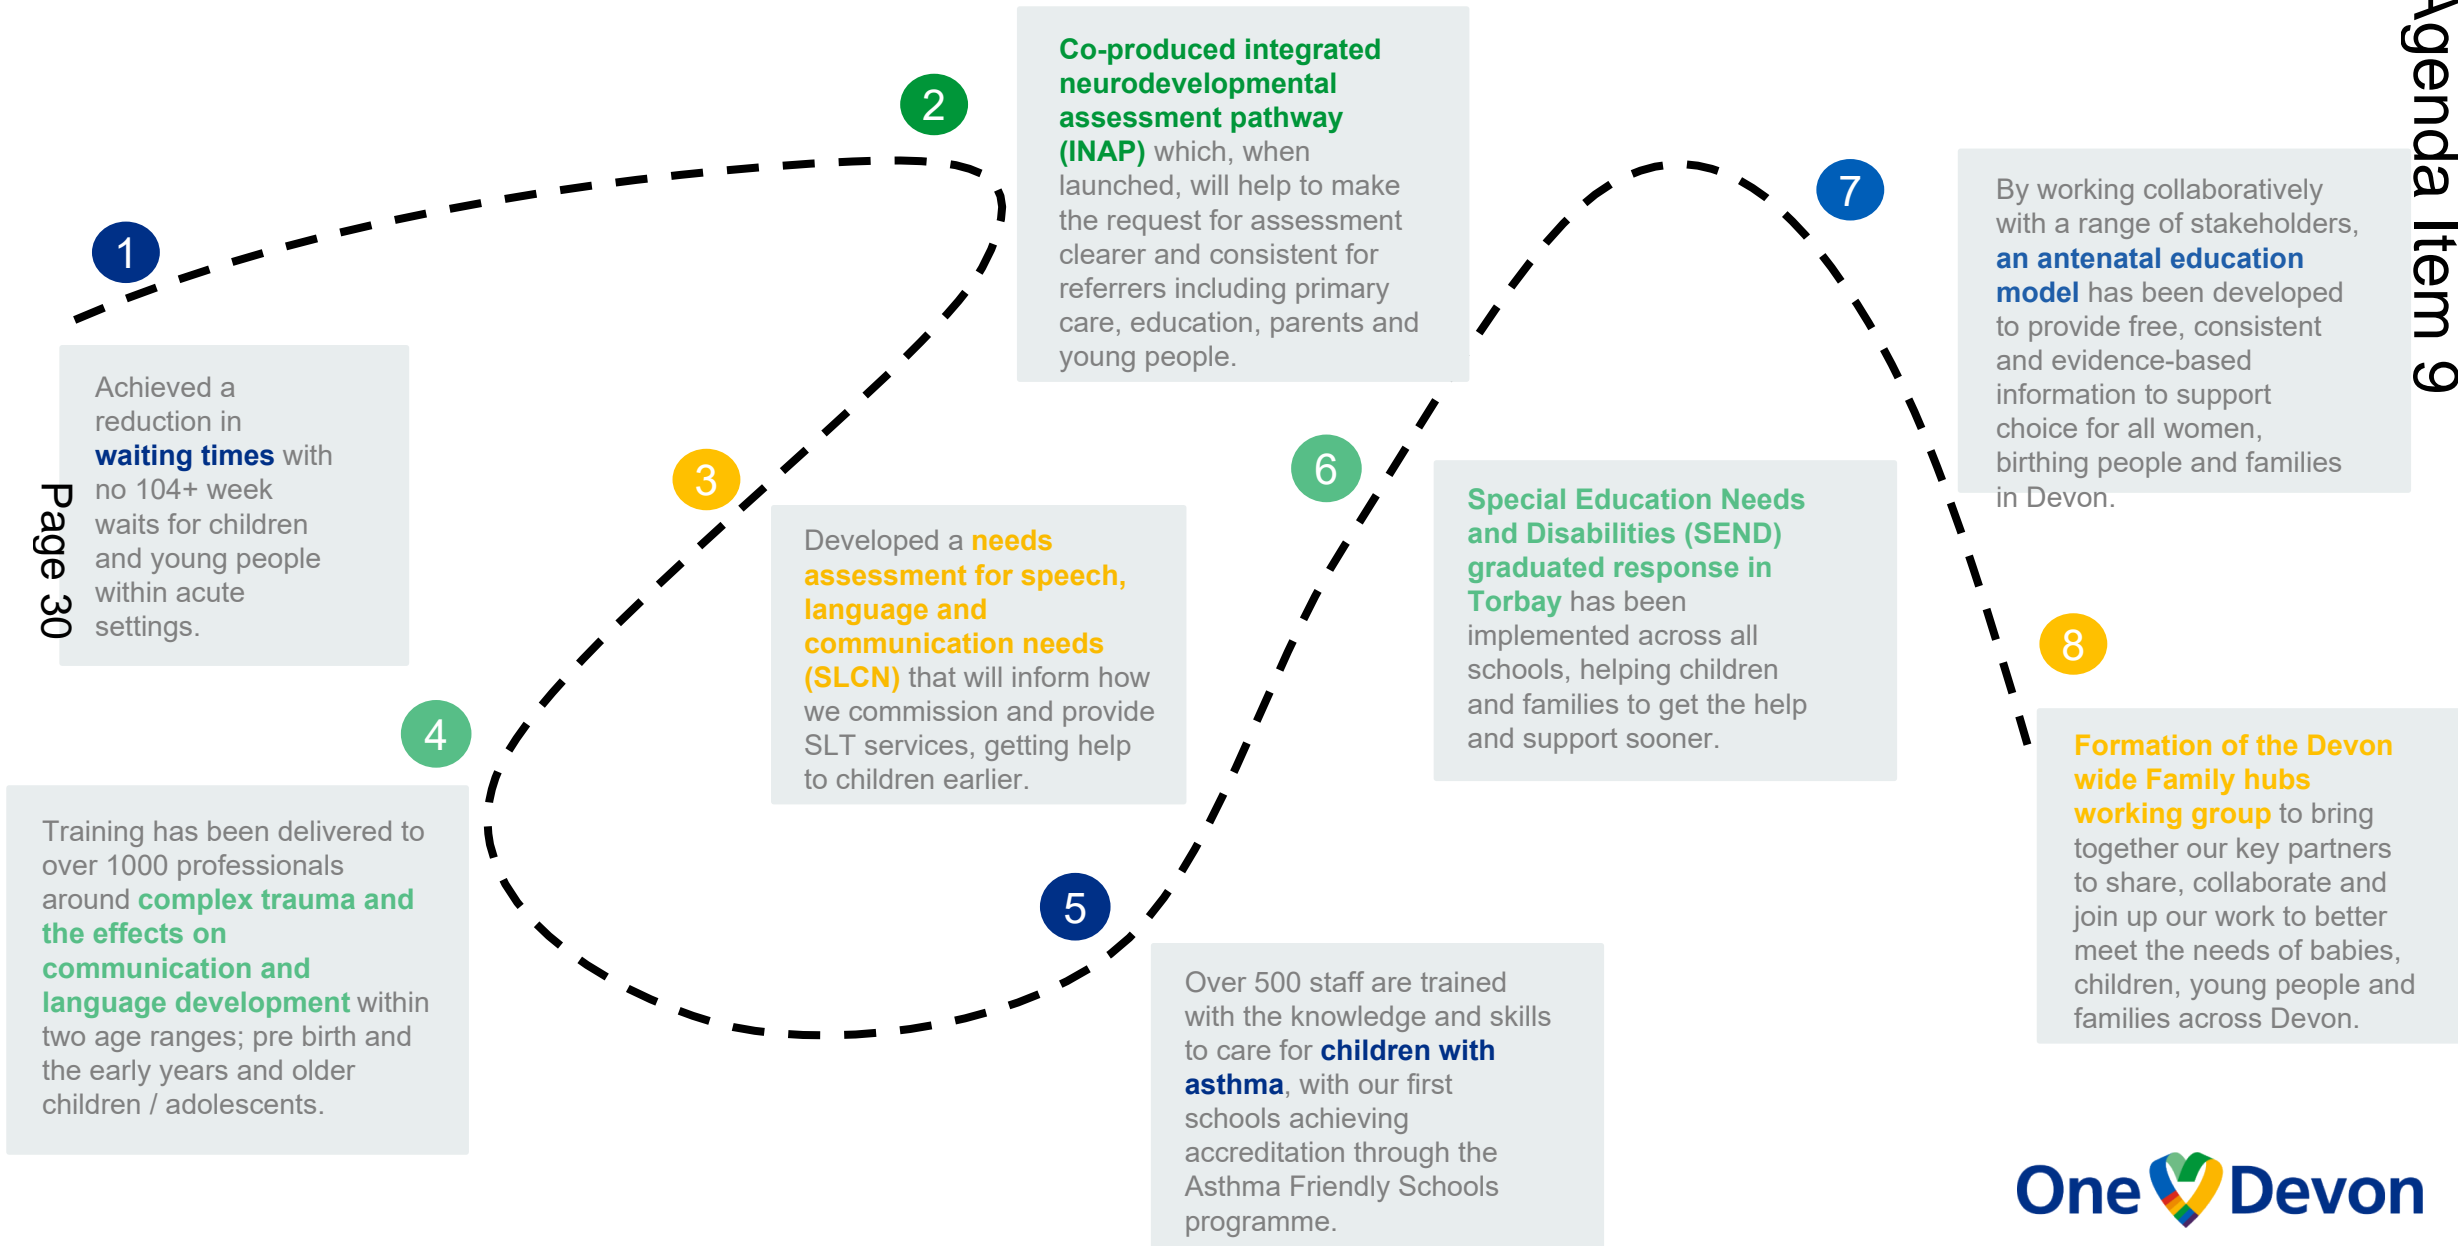 Agenda Item 9
Page 30
1
Achieved a
reduction in
waiting times with
no 104+ week
waits for children
and young people
within acute
settings.
2
Co-produced integrated
neurodevelopmental
assessment pathway
(INAP) which, when
launched, will help to make
the request for assessment
clearer and consistent for
referrers including primary
care, education, parents and
young people.
3
Developed a needs
assessment for speech,
language and
communication needs
(SLCN) that will inform how
we commission and provide
SLT services, getting help
to children earlier.
4
Training has been delivered to
over 1000 professionals
around complex trauma and
the effects on
communication and
language development within
two age ranges; pre birth and
the early years and older
children / adolescents.
5
Over 500 staff are trained
with the knowledge and skills
to care for children with
asthma, with our first
schools achieving
accreditation through the
Asthma Friendly Schools
programme.
6
Special Education Needs
and Disabilities (SEND)
graduated response in
Torbay has been
implemented across all
schools, helping children
and families to get the help
and support sooner.
7
By working collaboratively
with a range of stakeholders,
an antenatal education
model has been developed
to provide free, consistent
and evidence-based
information to support
choice for all women,
birthing people and families
in Devon.
8
Formation of the Devon
wide Family hubs
working group to bring
together our key partners
to share, collaborate and
join up our work to better
meet the needs of babies,
children, young people and
families across Devon.
One Devon